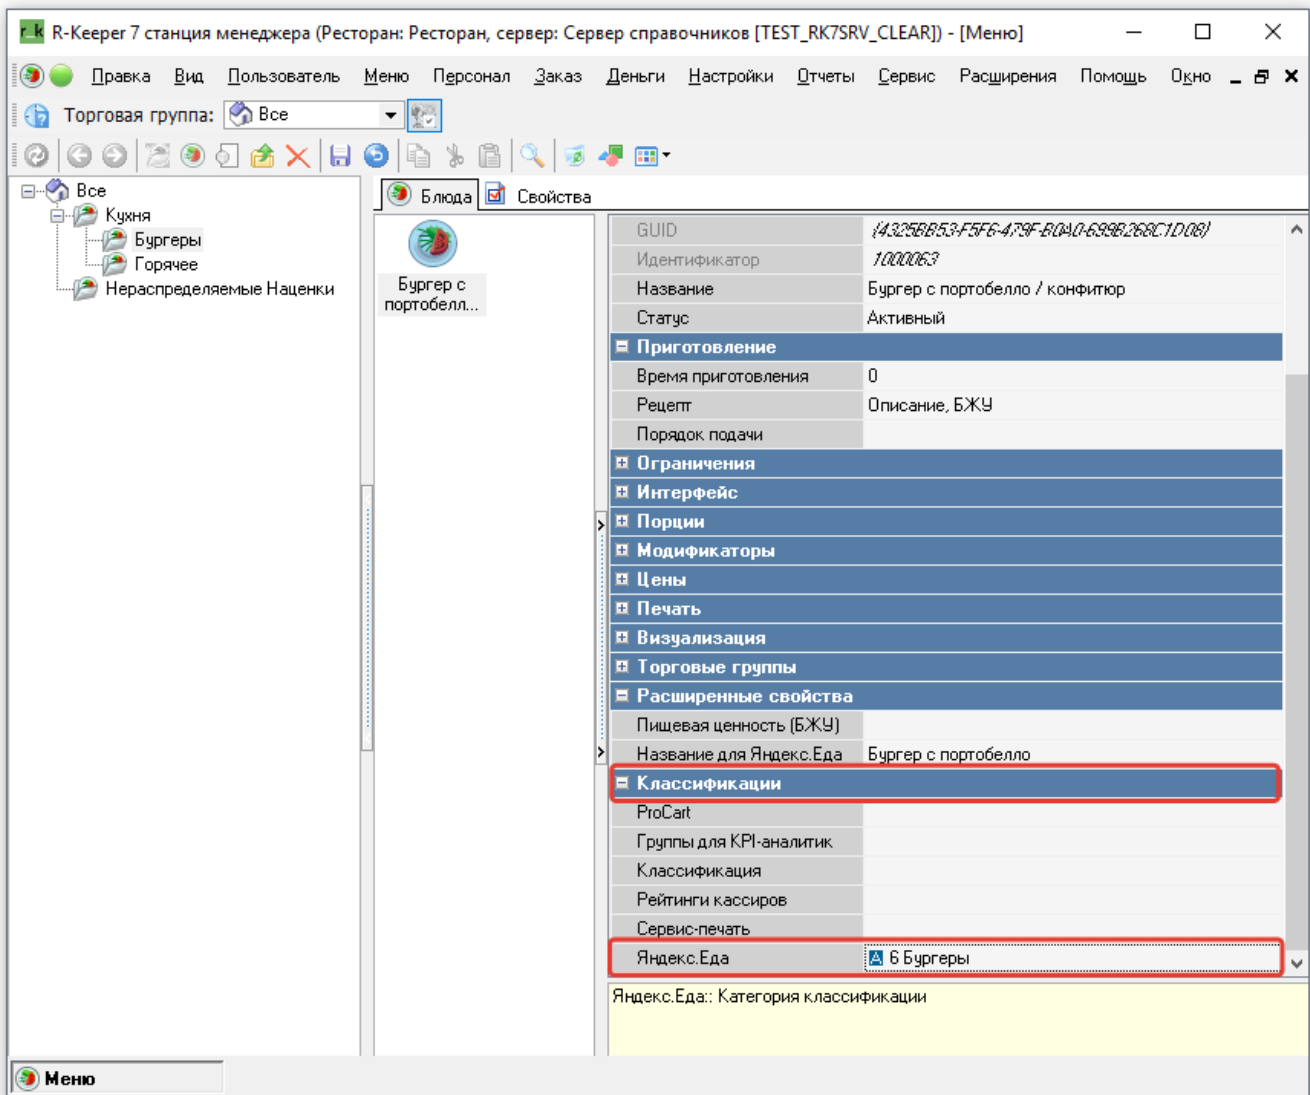 r_k R-Keeper 7 станция менеджера (Ресторан: Ресторан, сервер: Сервер справочников [TEST_RK7SRV_CLEAR]) - [Меню]
Правка Вид Пользователь Меню Персонал Заказ Деньги Настройки Отчеты Сервис Расширения Помощь Окно
Торговая группа: Все
Все
Кухня
Бургеры
Горячее
Нераспределяемые Наценки
Блюда Свойства
Бургер с
портобелл...
GUID {4325BB53-F5F6-479F-B0A0-699B268C1D08}
Идентификатор 1000063
Название Бургер с портобелло / конфитюр
Статус Активный
Приготовление
Время приготовления 0
Рецепт Описание, БЖУ
Порядок подачи
Ограничения
Интерфейс
Порции
Модификаторы
Цены
Печать
Визуализация
Торговые группы
Расширенные свойства
Пищевая ценность (БЖУ)
Название для Яндекс.Еда Бургер с портобелло
Классификации
ProCart
Группы для KPI-аналитик
Классификация
Рейтинги кассиров
Сервис-печать
Яндекс.Еда A 6 Бургеры
Яндекс.Еда:: Категория классификации
Меню